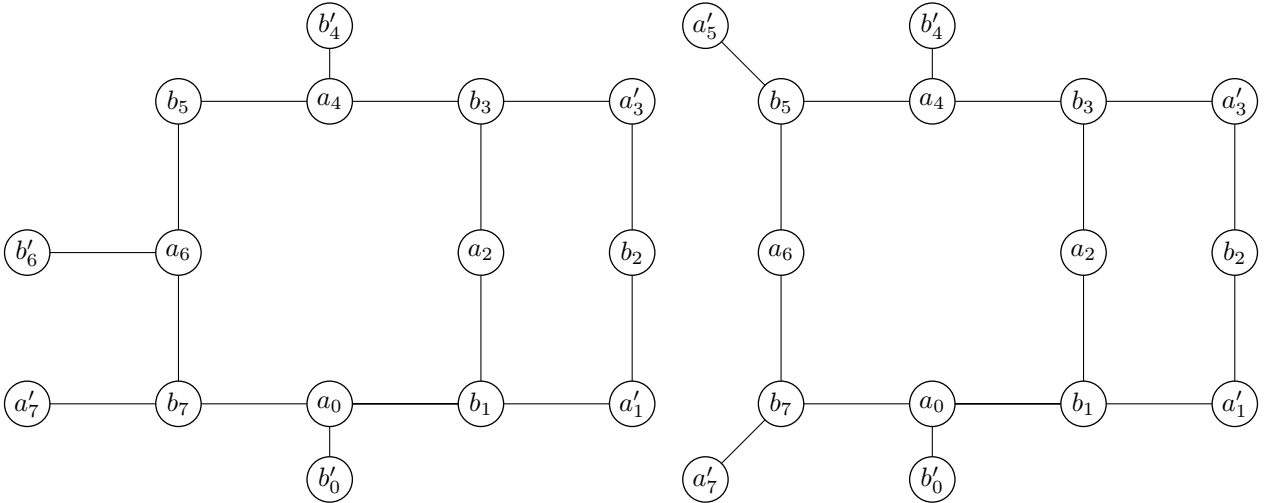 b′₄ a′₅ b′₄
b₅ a₄ b₃ a′₃ b₅ a₄ b₃ a′₃
b′₆ a₆ a₂ b₂ a₆ a₂ b₂
a′₇ b₇ a₀ b₁ a′₁ b₇ a₀ b₁ a′₁
b′₀ a′₇ b′₀